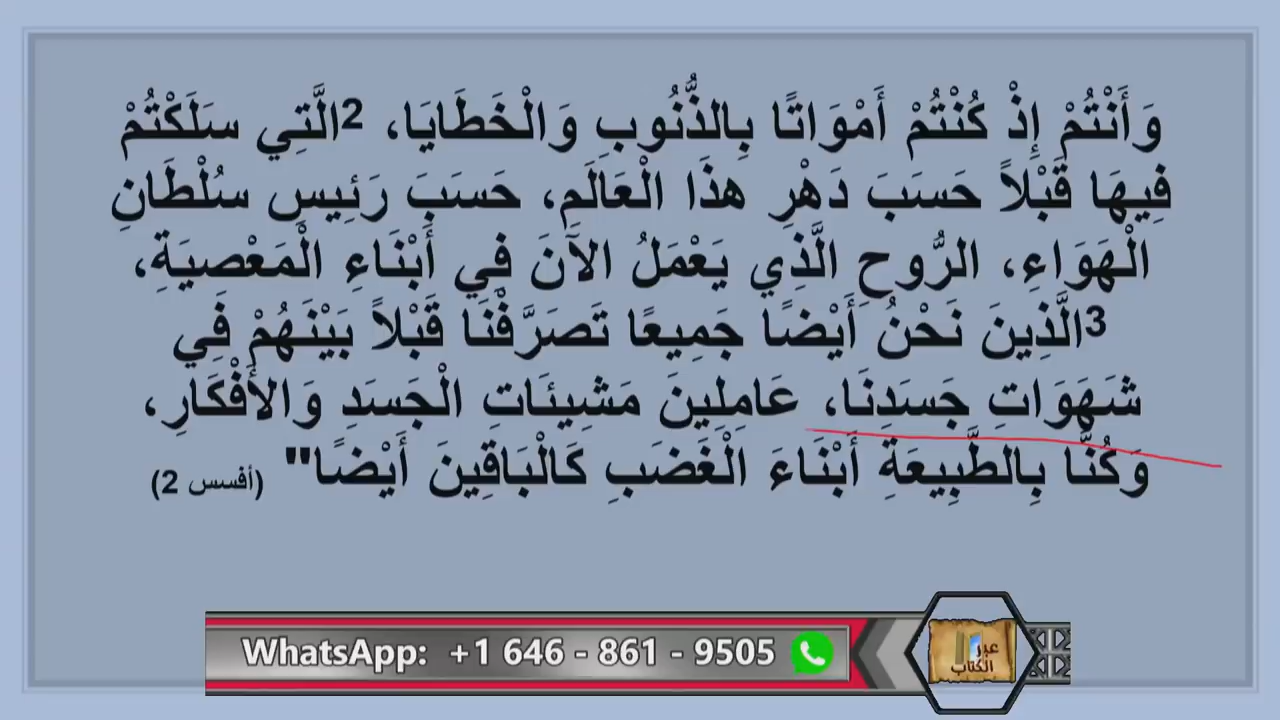 وَأَنْتُمْ إِذْ كُنْتُمْ أَمْوَاتًا بِالذُّنُوبِ وَالْخَطَايَا، 2الَّتِي سَلَكْتُمْ
فِيهَا قَبْلاً حَسَبَ دَهْرِ هذَا الْعَالَمِ، حَسَبَ رَئِيسِ سُلْطَانِ
الْهَوَاءِ، الرُّوحِ الَّذِي يَعْمَلُ الآنَ فِي أَبْنَاءِ الْمَعْصِيَةِ،
3الَّذِينَ نَحْنُ أَيْضًا جَمِيعًا تَصَرَّفْنَا قَبْلاً بَيْنَهُمْ فِي
شَهَوَاتِ جَسَدِنَا، عَامِلِينَ مَشِيئَاتِ الْجَسَدِ وَالأَفْكَارِ،
وَكُنَّا بِالطَّبِيعَةِ أَبْنَاءَ الْغَضَبِ كَالْبَاقِينَ أَيْضًا" (أفسس 2)
WhatsApp: +1 646 - 861 - 9505
عبر
الكتاب